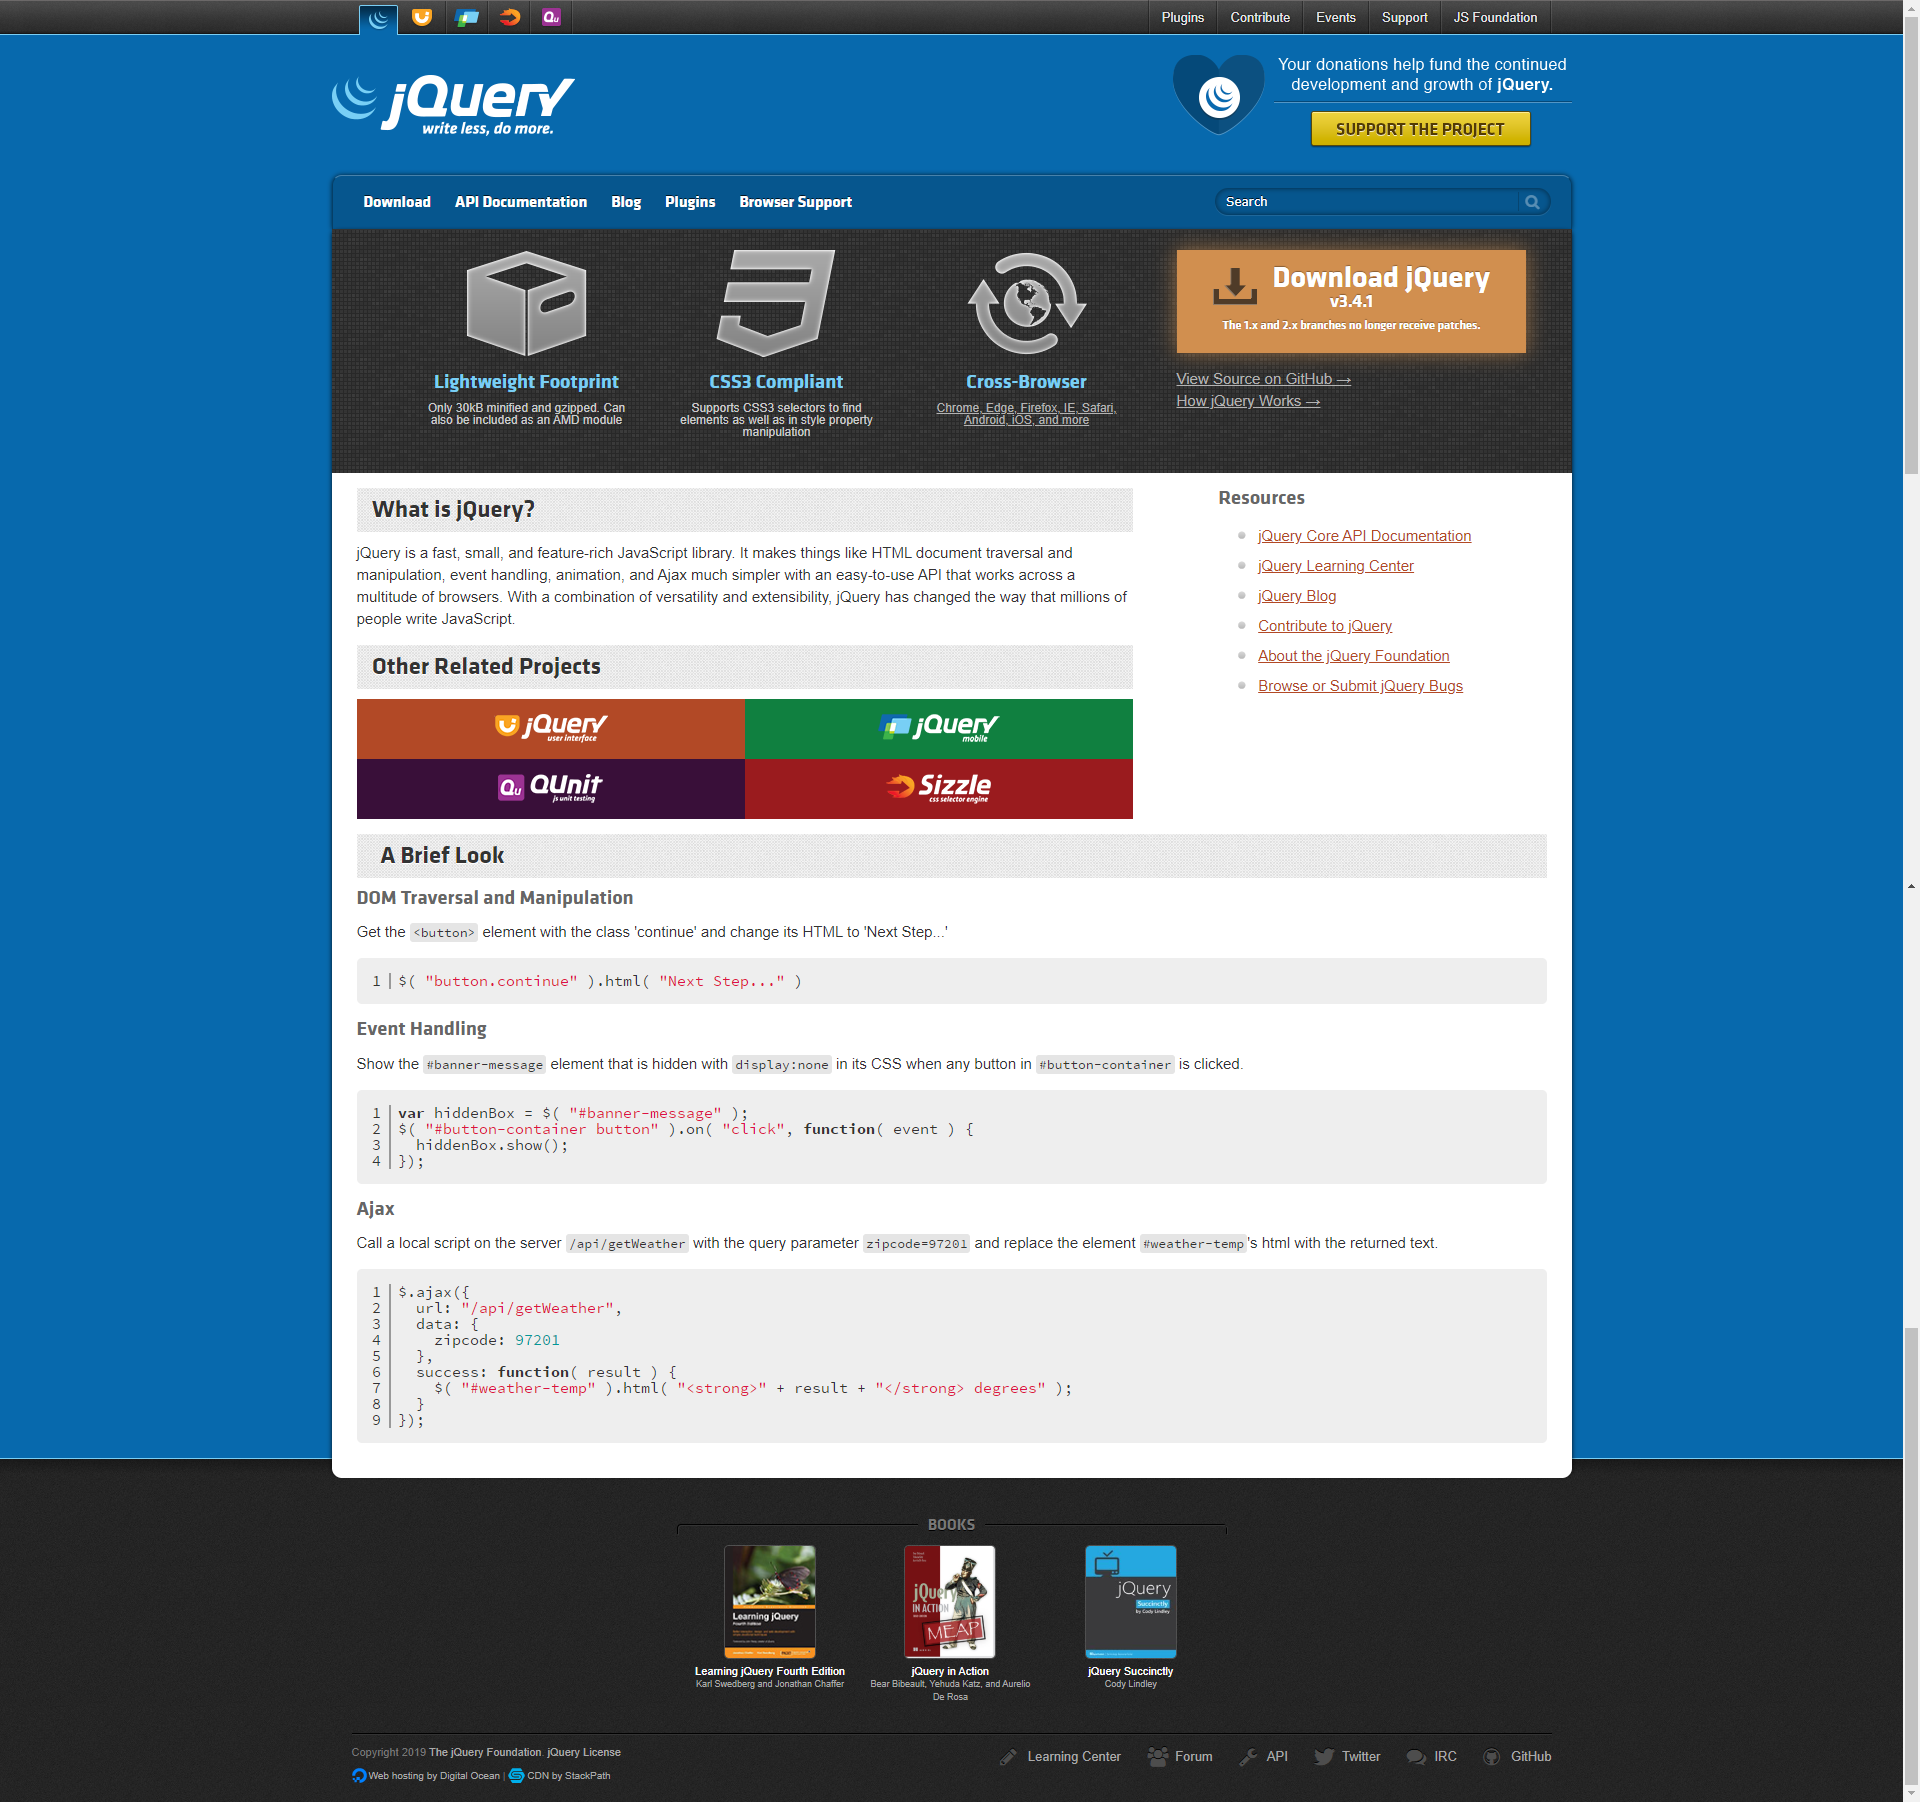 Plugins
Contribute
Events
Support
JS Foundation
jQuery
write less, do more.
Your donations help fund the continued
development and growth of jQuery.
SUPPORT THE PROJECT
Download
API Documentation
Blog
Plugins
Browser Support
Search
Lightweight Footprint
Only 30kB minified and gzipped. Can
also be included as an AMD module
CSS3 Compliant
Supports CSS3 selectors to find
elements as well as in style property
manipulation
Cross-Browser
Chrome, Edge, Firefox, IE, Safari,
Android, iOS, and more
Download jQuery
v3.4.1
The 1.x and 2.x branches no longer receive patches.
View Source on GitHub →
How jQuery Works →
What is jQuery?
jQuery is a fast, small, and feature-rich JavaScript library. It makes things like HTML document traversal and
manipulation, event handling, animation, and Ajax much simpler with an easy-to-use API that works across a
multitude of browsers. With a combination of versatility and extensibility, jQuery has changed the way that millions of
people write JavaScript.
Resources
jQuery Core API Documentation
jQuery Learning Center
jQuery Blog
Contribute to jQuery
About the jQuery Foundation
Browse or Submit jQuery Bugs
Other Related Projects
jQuery
user interface
jQuery
mobile
Qu QUnit
js unit testing
Sizzle
css selector engine
A Brief Look
DOM Traversal and Manipulation
Get the <button> element with the class 'continue' and change its HTML to 'Next Step...'
1 $( "button.continue" ).html( "Next Step..." )
Event Handling
Show the #banner-message element that is hidden with display:none in its CSS when any button in #button-container is clicked.
1 var hiddenBox = $( "#banner-message" );
2 $( "#button-container button" ).on( "click", function( event ) {
3   hiddenBox.show();
4 });
Ajax
Call a local script on the server /api/getWeather with the query parameter zipcode=97201 and replace the element #weather-temp's html with the returned text.
1 $.ajax({
2   url: "/api/getWeather",
3   data: {
4     zipcode: 97201
5   },
6   success: function( result ) {
7     $( "#weather-temp" ).html( "<strong>" + result + "</strong> degrees" );
8   }
9 });
BOOKS
Learning jQuery
Fourth Edition
jQuery
IN ACTION
MEAP
jQuery
Succinctly
by Cody Lindley
Learning jQuery Fourth Edition
Karl Swedberg and Jonathan Chaffer
jQuery in Action
Bear Bibeault, Yehuda Katz, and Aurelio
De Rosa
jQuery Succinctly
Cody Lindley
Copyright 2019 The jQuery Foundation. jQuery License
Web hosting by Digital Ocean | CDN by StackPath
Learning Center
Forum
API
Twitter
IRC
GitHub